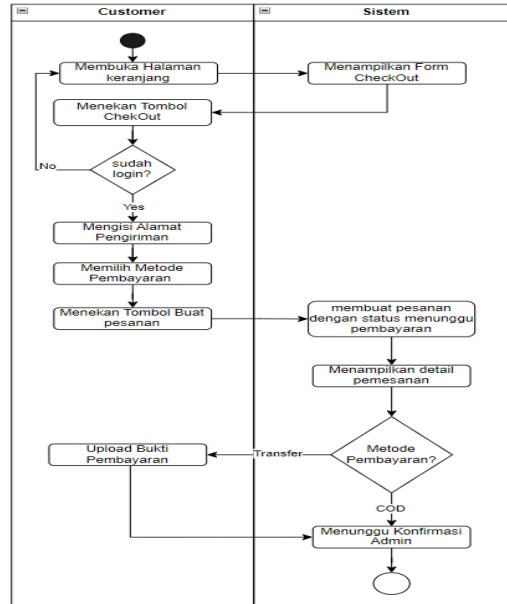 Customer
Sistem
Membuka Halaman
keranjang
Menampilkan Form
CheckOut
Menekan Tombol
ChekOut
sudah
login?
No
Yes
Mengisi Alamat
Pengiriman
Memilih Metode
Pembayaran
Menekan Tombol Buat
pesanan
membuat pesanan
dengan status menunggu
pembayaran
Menampilkan detail
pemesanan
Metode
Pembayaran?
Transfer
Upload Bukti
Pembayaran
COD
Menunggu Konfirmasi
Admin